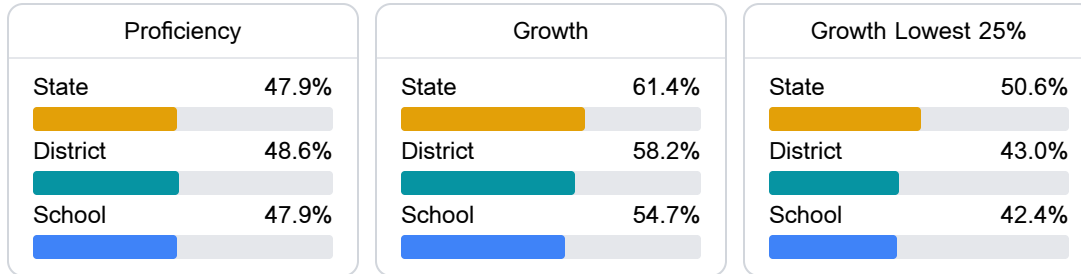 Proficiency
State 47.9%
District 48.6%
School 47.9%
Growth
State 61.4%
District 58.2%
School 54.7%
Growth Lowest 25%
State 50.6%
District 43.0%
School 42.4%